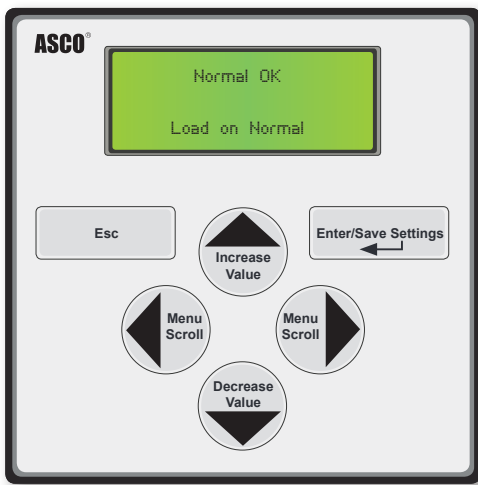 ASCO®
Normal OK
Load on Normal
Esc
Increase
Value
Enter/Save Settings
Menu
Scroll
Menu
Scroll
Decrease
Value